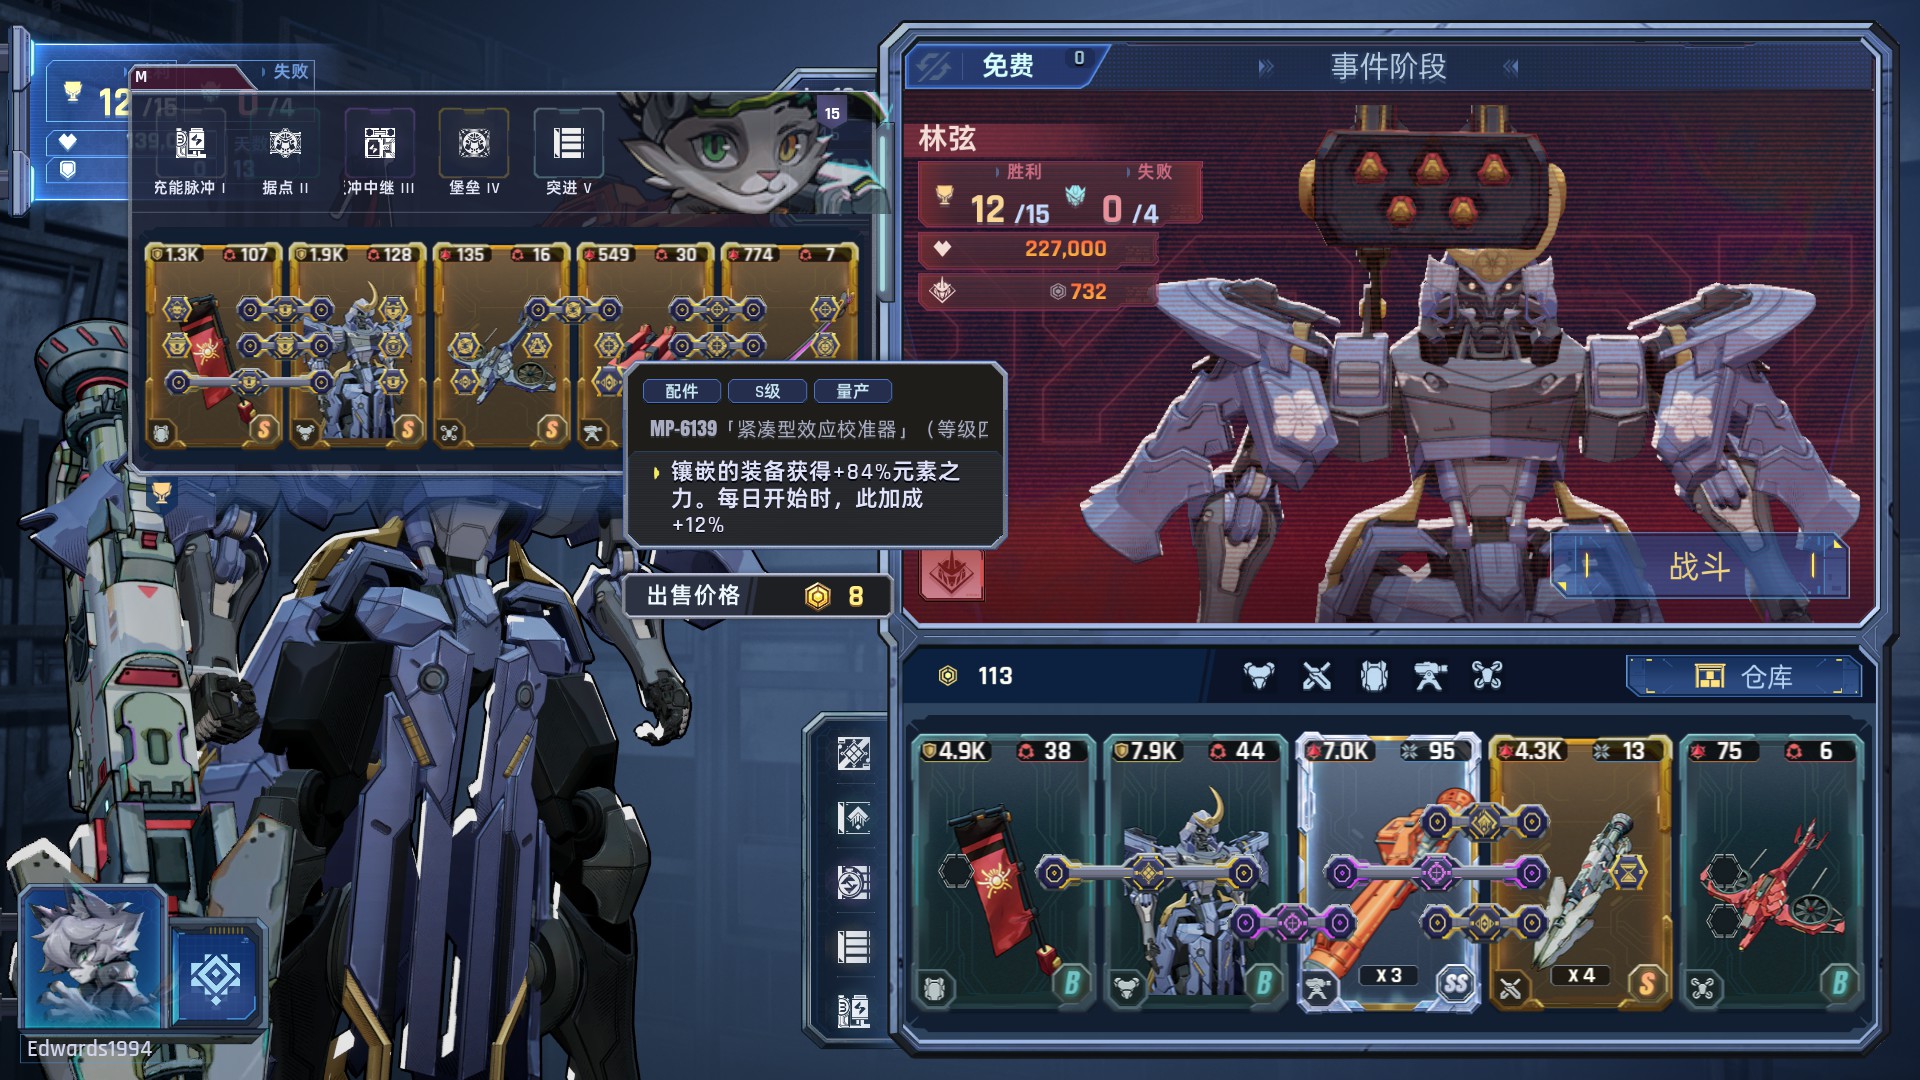 M
失败
12/15
0/4
15
充能脉冲 I
据点 II
冲中继 III
堡垒 IV
突进 V
1.3K 107
1.9K 128
135 16
549 30
774 7
S
S
S
配件 S级 量产
MP-6139「紧凑型效应校准器」（等级
镶嵌的装备获得+84%元素之
力。每日开始时，此加成
+12%
出售价格 8
Edwards1994
免费 0
事件阶段
林弦
胜利 失败
12/15 0/4
227,000
732
战斗
113
仓库
4.9K 38
7.9K 44
7.0K 95
4.3K 13
75 6
x3
x4
B
B
SS
S
B